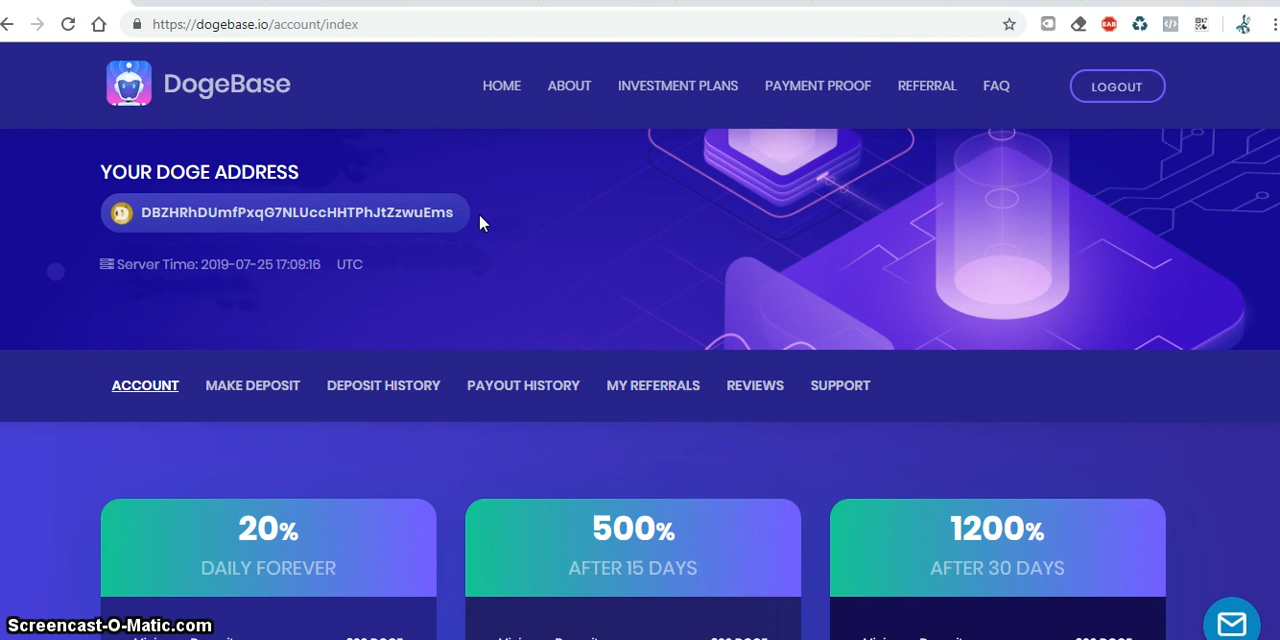 https://dogebase.io/account/index
DogeBase
HOME ABOUT INVESTMENT PLANS PAYMENT PROOF REFERRAL FAQ LOGOUT
YOUR DOGE ADDRESS
DBZHRhDUmfPxqG7NLUccHHTPhJtZzwuEms
Server Time: 2019-07-25 17:09:16 UTC
ACCOUNT MAKE DEPOSIT DEPOSIT HISTORY PAYOUT HISTORY MY REFERRALS REVIEWS SUPPORT
20% 500% 1200%
DAILY FOREVER AFTER 15 DAYS AFTER 30 DAYS
Screencast-O-Matic.com